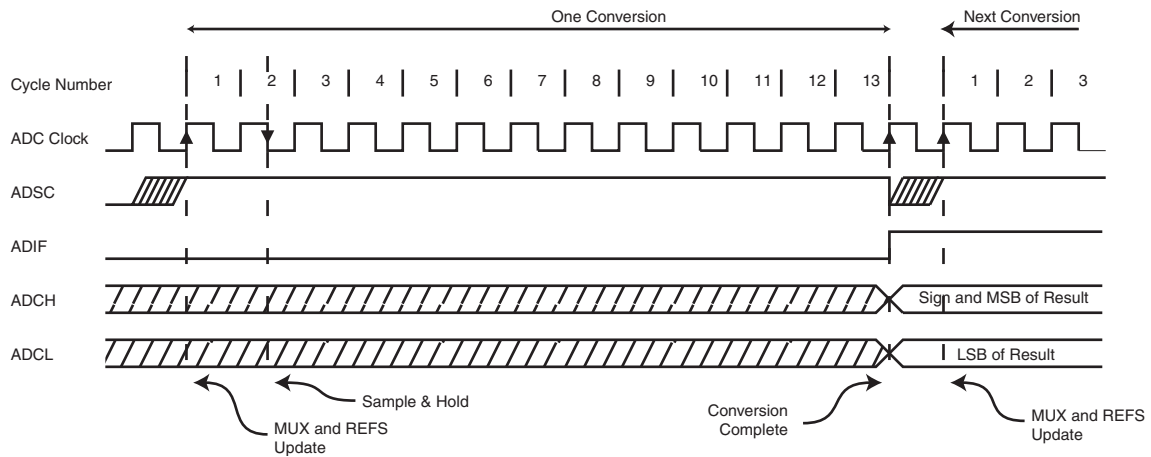 One Conversion Next Conversion
Cycle Number 1 2 3 4 5 6 7 8 9 10 11 12 13 1 2 3
ADC Clock
ADSC
ADIF
ADCH Sign and MSB of Result
ADCL LSB of Result
Sample & Hold
MUX and REFS
Update
Conversion
Complete
MUX and REFS
Update